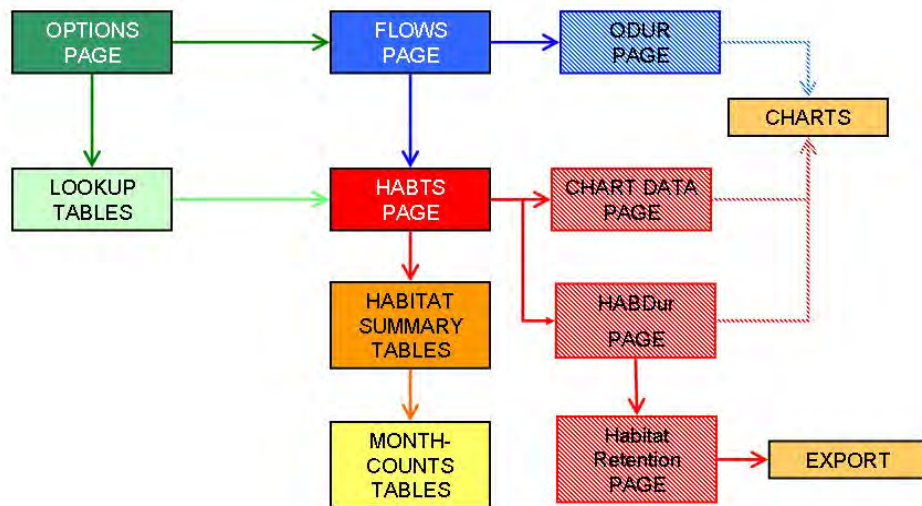 OPTIONS
PAGE
FLOWS
PAGE
ODUR
PAGE
CHARTS
LOOKUP
TABLES
HABTS
PAGE
CHART DATA
PAGE
HABITAT
SUMMARY
TABLES
HABDur
PAGE
MONTH-
COUNTS
TABLES
Habitat
Retention
PAGE
EXPORT